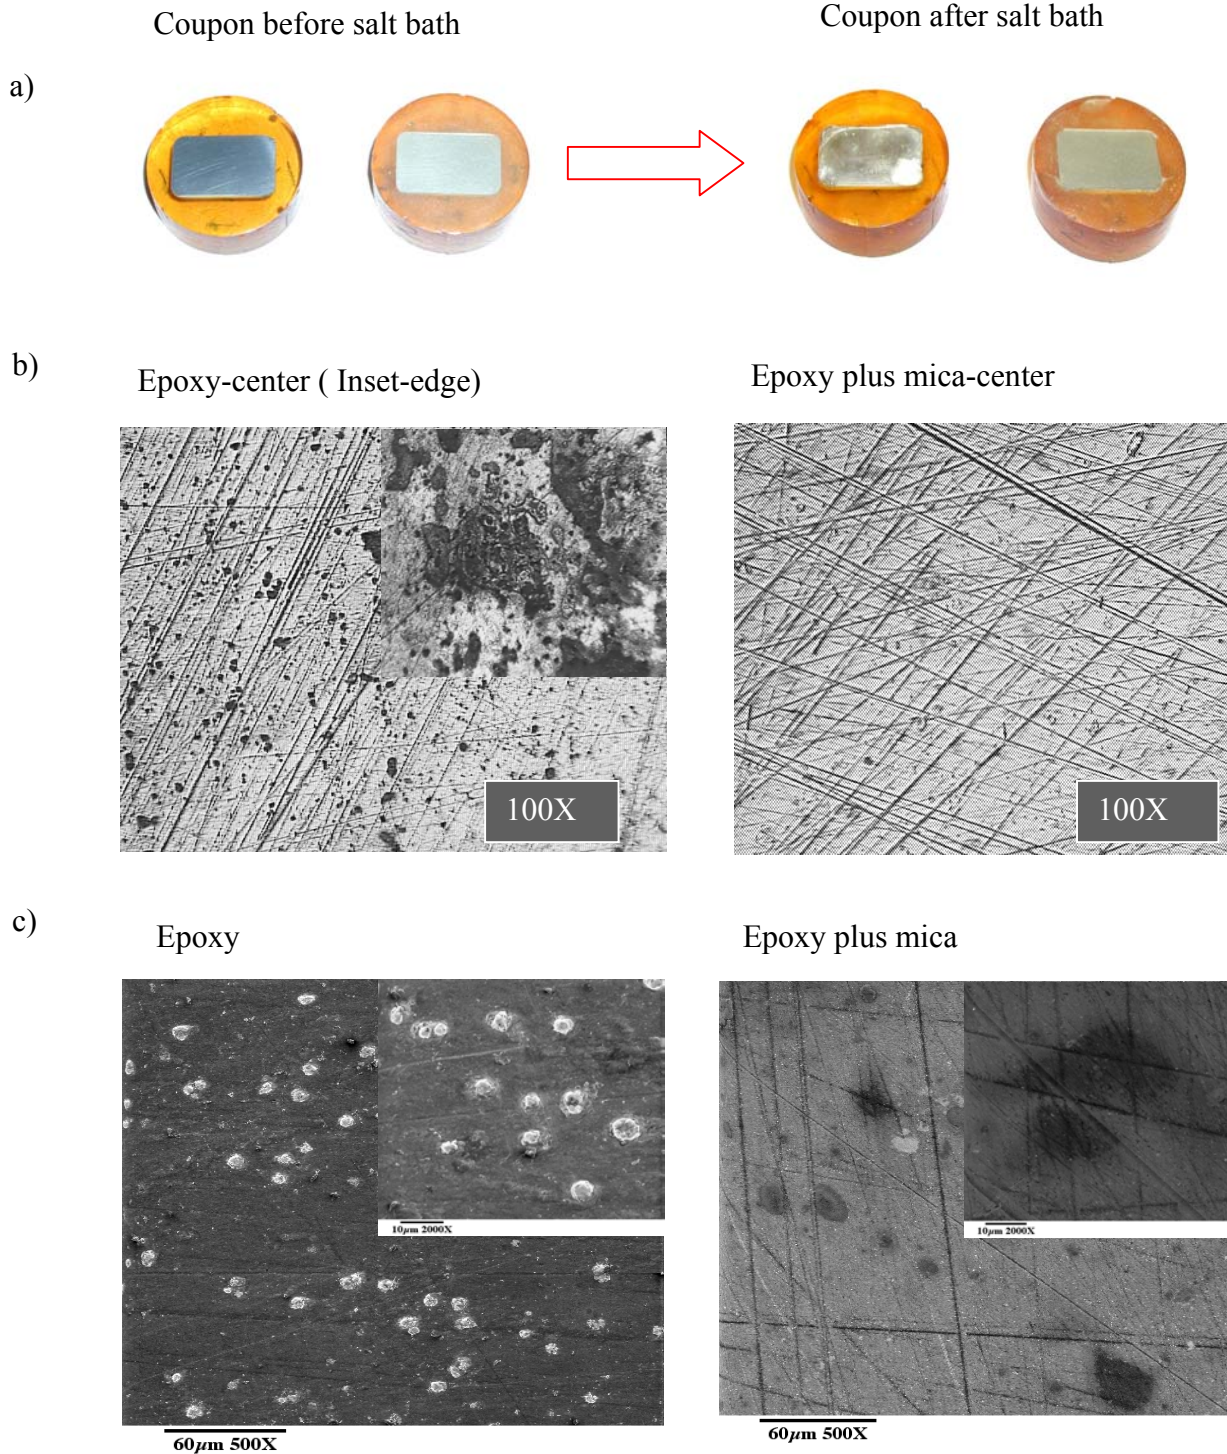 Coupon before salt bath
Coupon after salt bath
a)
b)
Epoxy-center ( Inset-edge)
Epoxy plus mica-center
100X
100X
c)
Epoxy
Epoxy plus mica
10µm 2000X
10µm 2000X
60µm 500X
60µm 500X